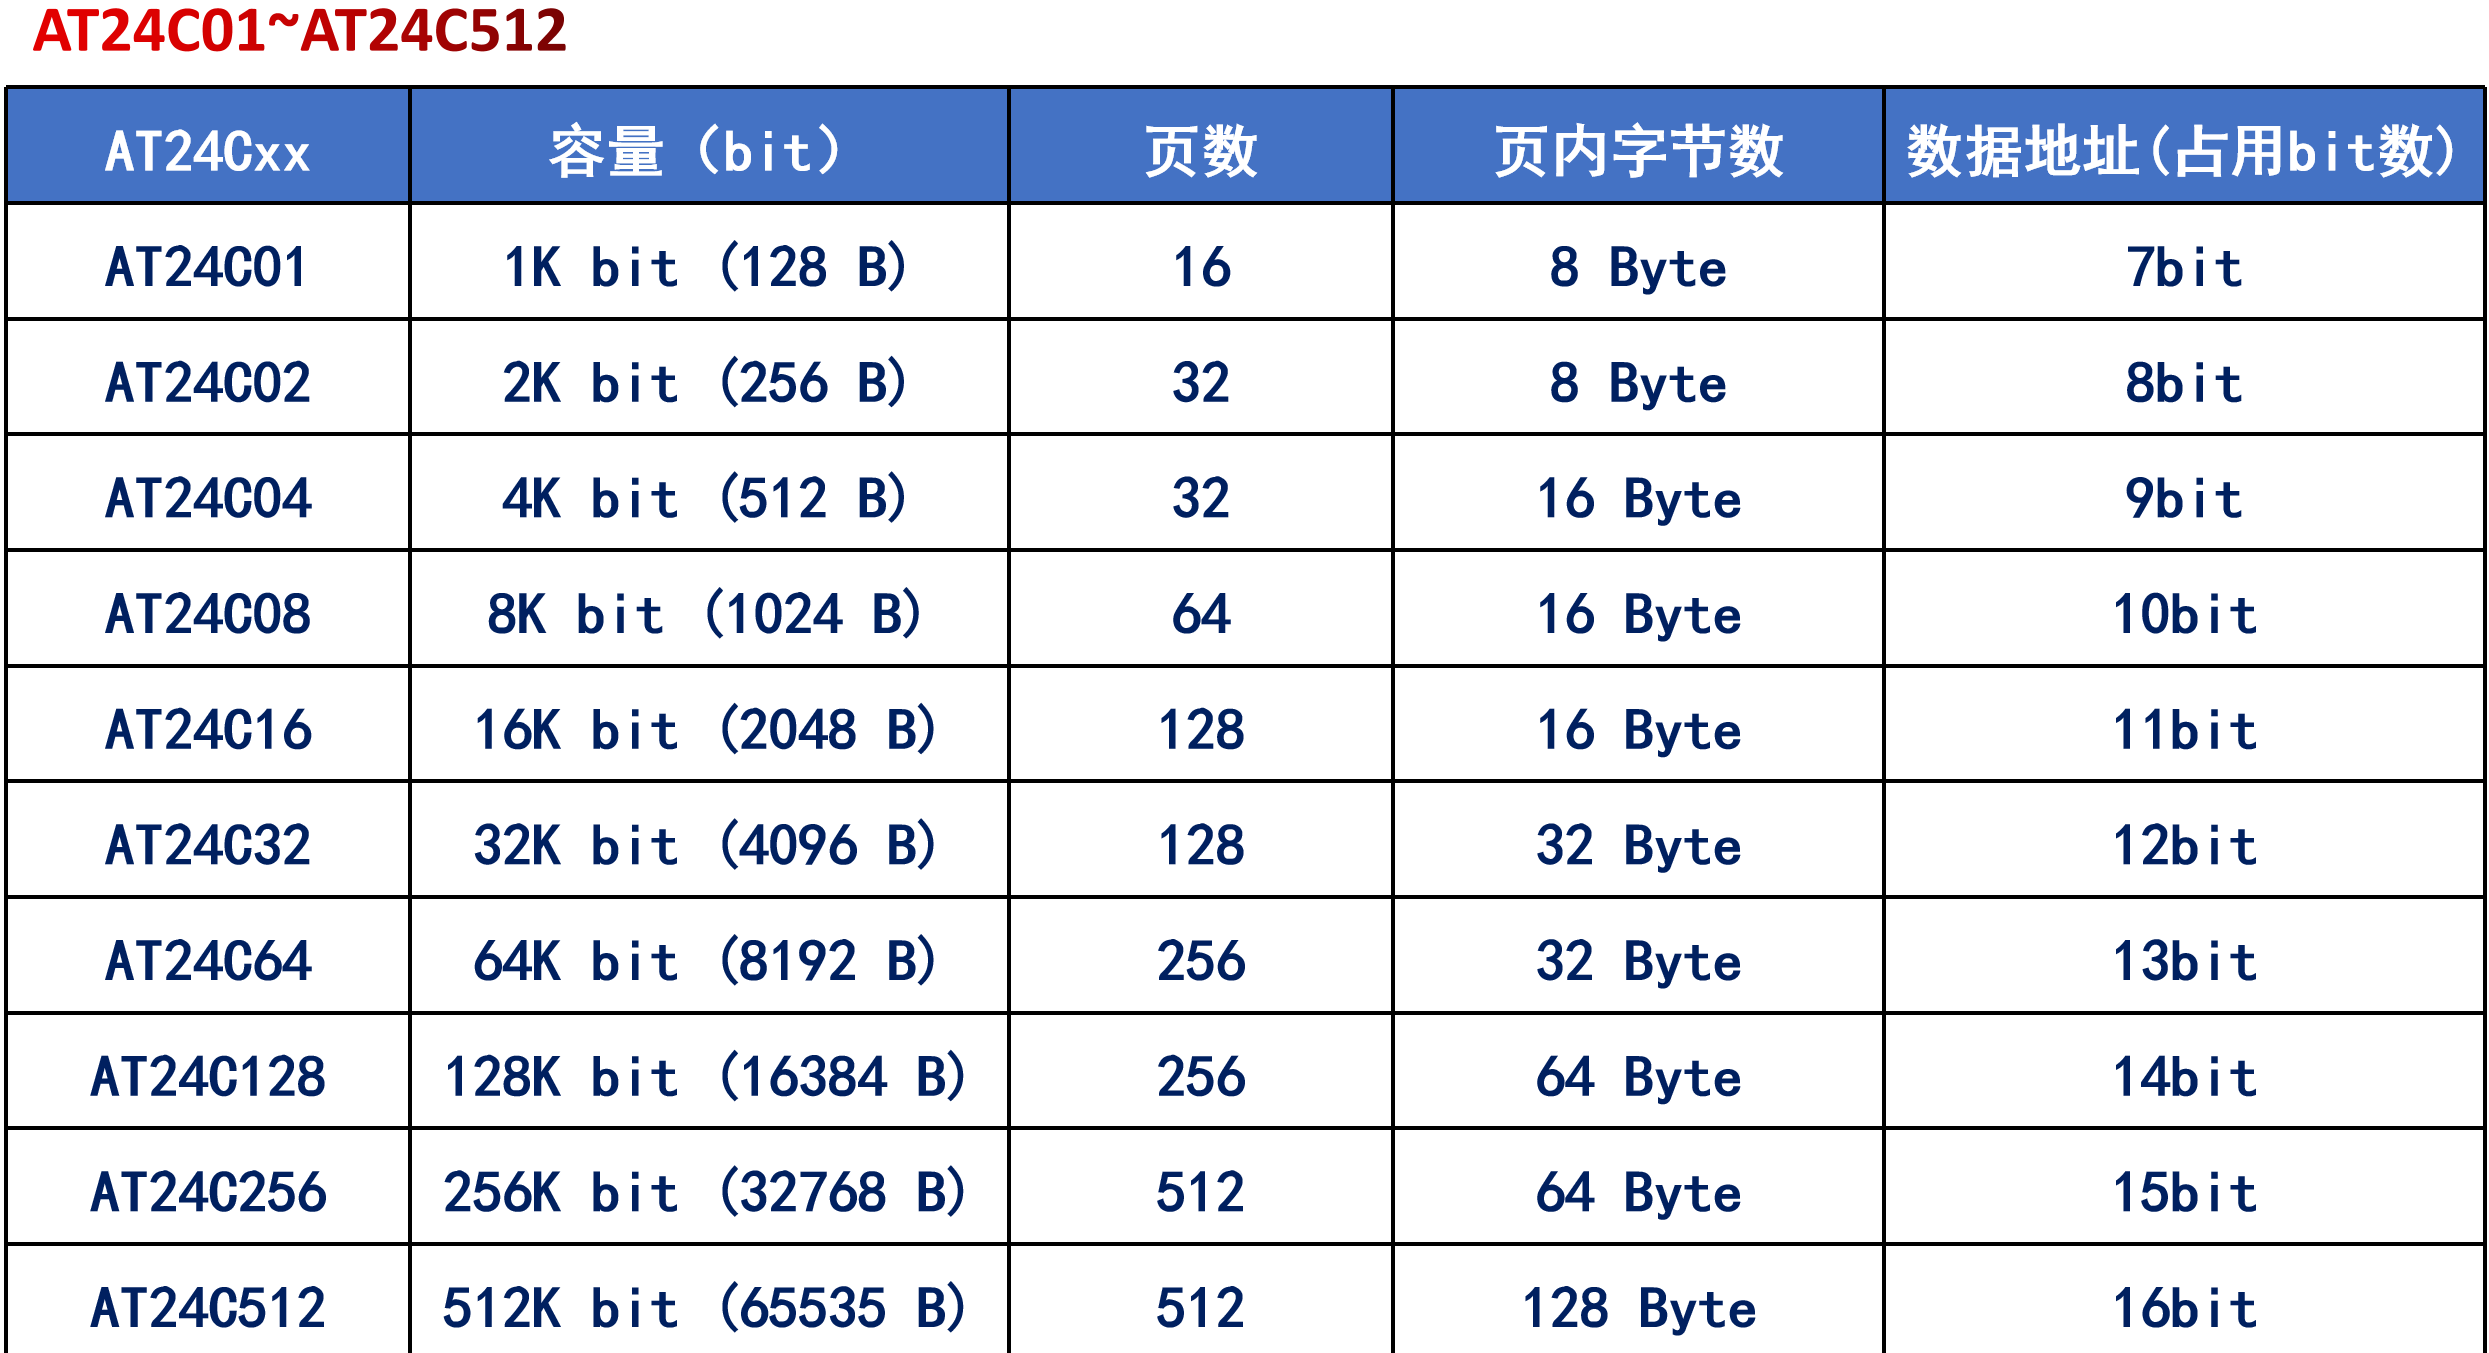 AT24C01~AT24C512
AT24Cxx 容量（bit） 页数 页内字节数 数据地址(占用bit数)
AT24C01 1K bit (128 B) 16 8 Byte 7bit
AT24C02 2K bit (256 B) 32 8 Byte 8bit
AT24C04 4K bit (512 B) 32 16 Byte 9bit
AT24C08 8K bit (1024 B) 64 16 Byte 10bit
AT24C16 16K bit (2048 B) 128 16 Byte 11bit
AT24C32 32K bit (4096 B) 128 32 Byte 12bit
AT24C64 64K bit (8192 B) 256 32 Byte 13bit
AT24C128 128K bit (16384 B) 256 64 Byte 14bit
AT24C256 256K bit (32768 B) 512 64 Byte 15bit
AT24C512 512K bit (65535 B) 512 128 Byte 16bit